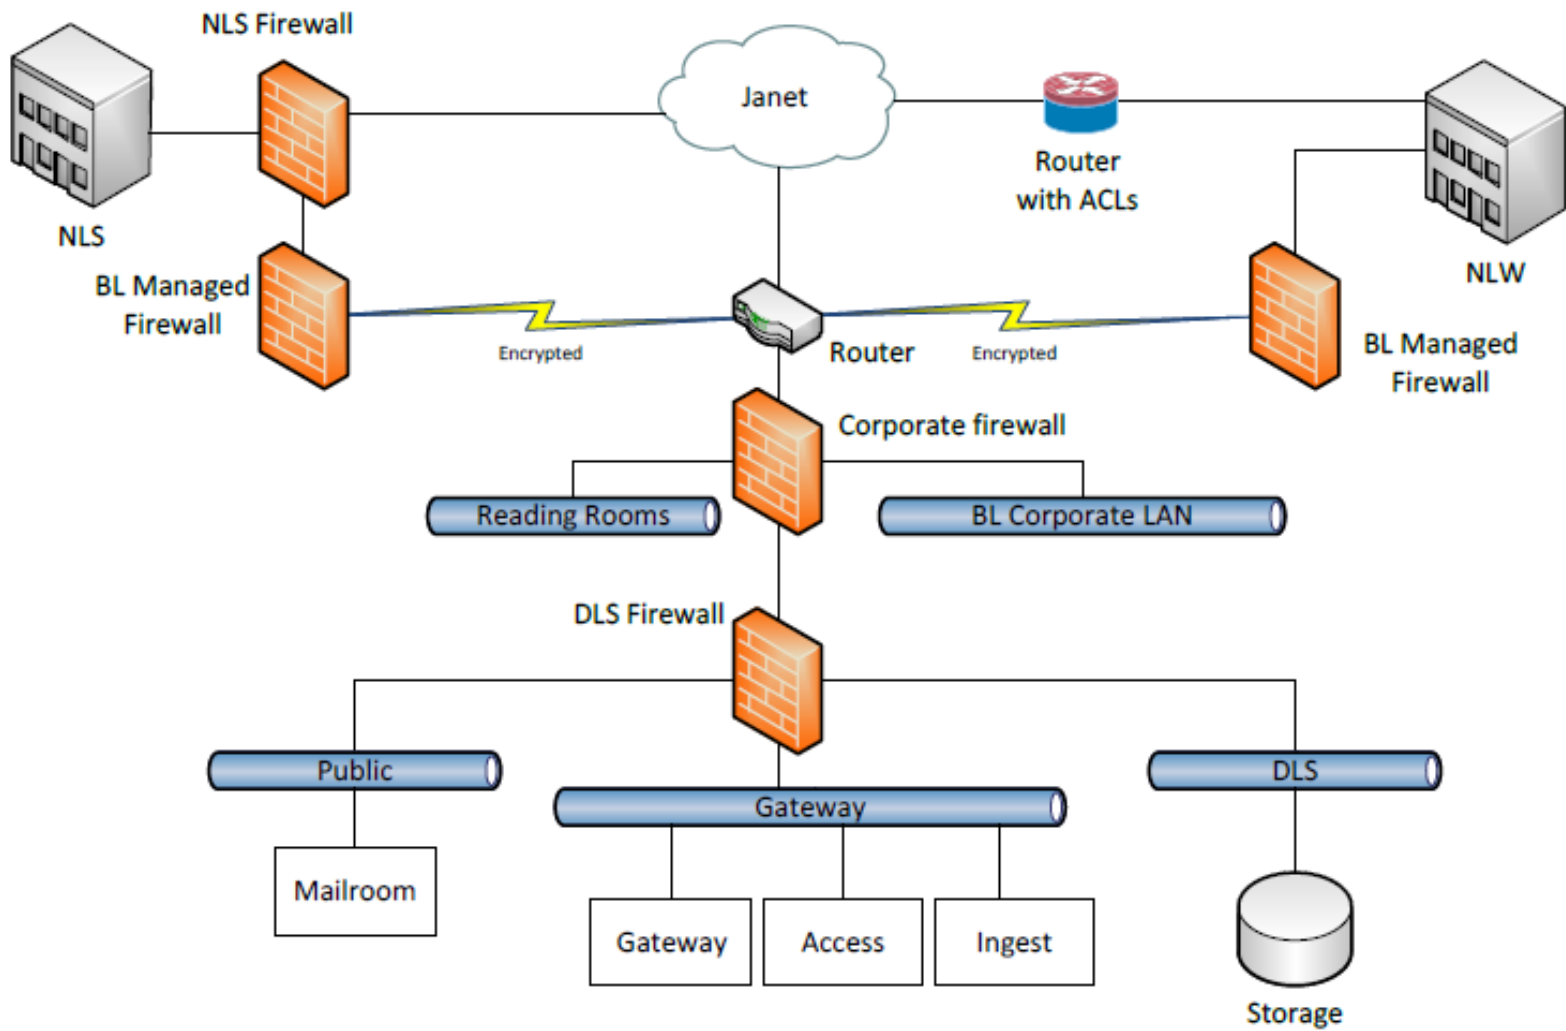 NLS Firewall
Janet
Router
with ACLs
NLS
NLW
BL Managed
Firewall
Encrypted
Router
Encrypted
BL Managed
Firewall
Corporate firewall
Reading Rooms
BL Corporate LAN
DLS Firewall
Public
DLS
Gateway
Mailroom
Gateway
Access
Ingest
Storage